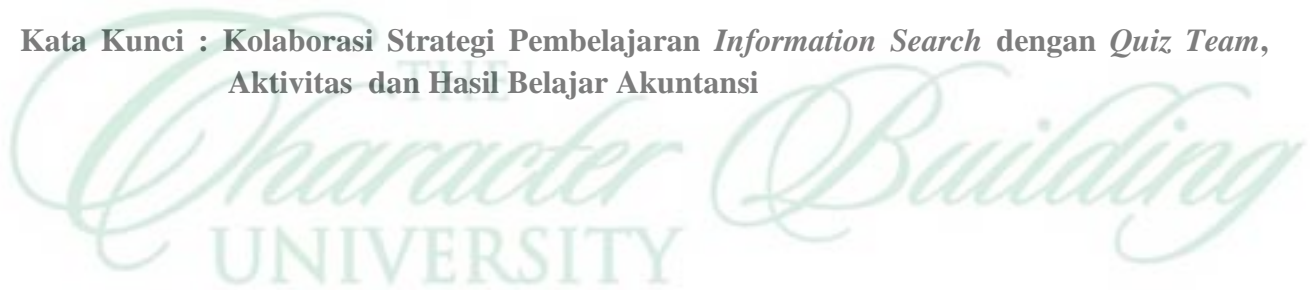 Kata Kunci : Kolaborasi Strategi Pembelajaran Information Search dengan Quiz Team,
Aktivitas dan Hasil Belajar Akuntansi
THE
Character Building
UNIVERSITY